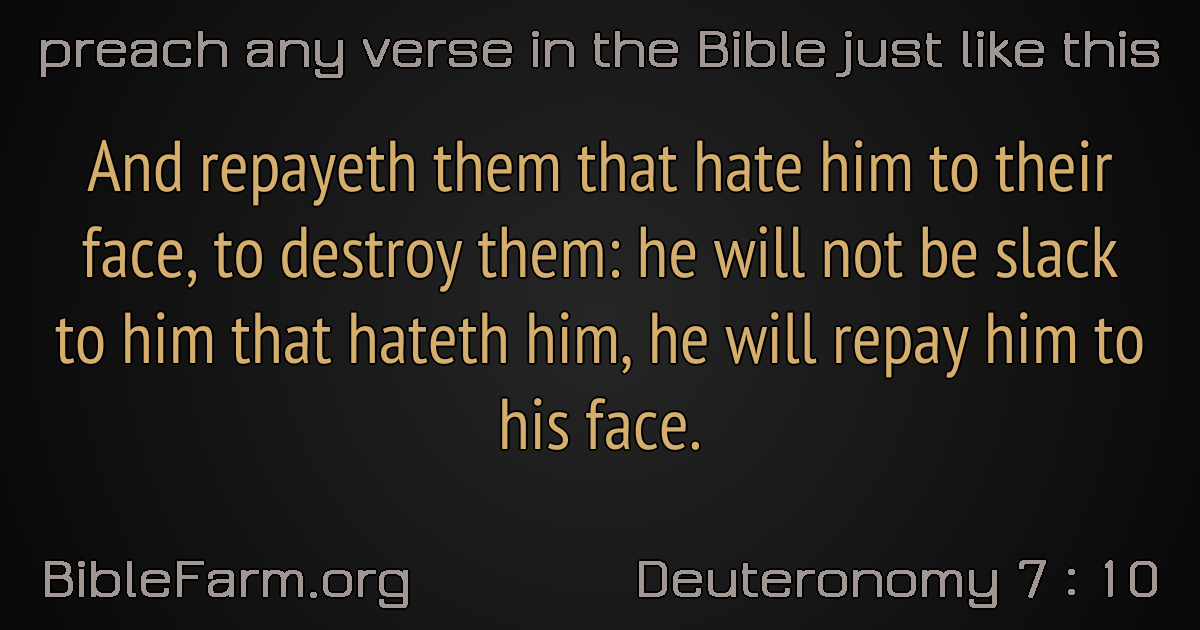 preach any verse in the Bible just like this
And repayeth them that hate him to their
face, to destroy them: he will not be slack
to him that hateth him, he will repay him to
his face.
BibleFarm.org
Deuteronomy 7 : 10